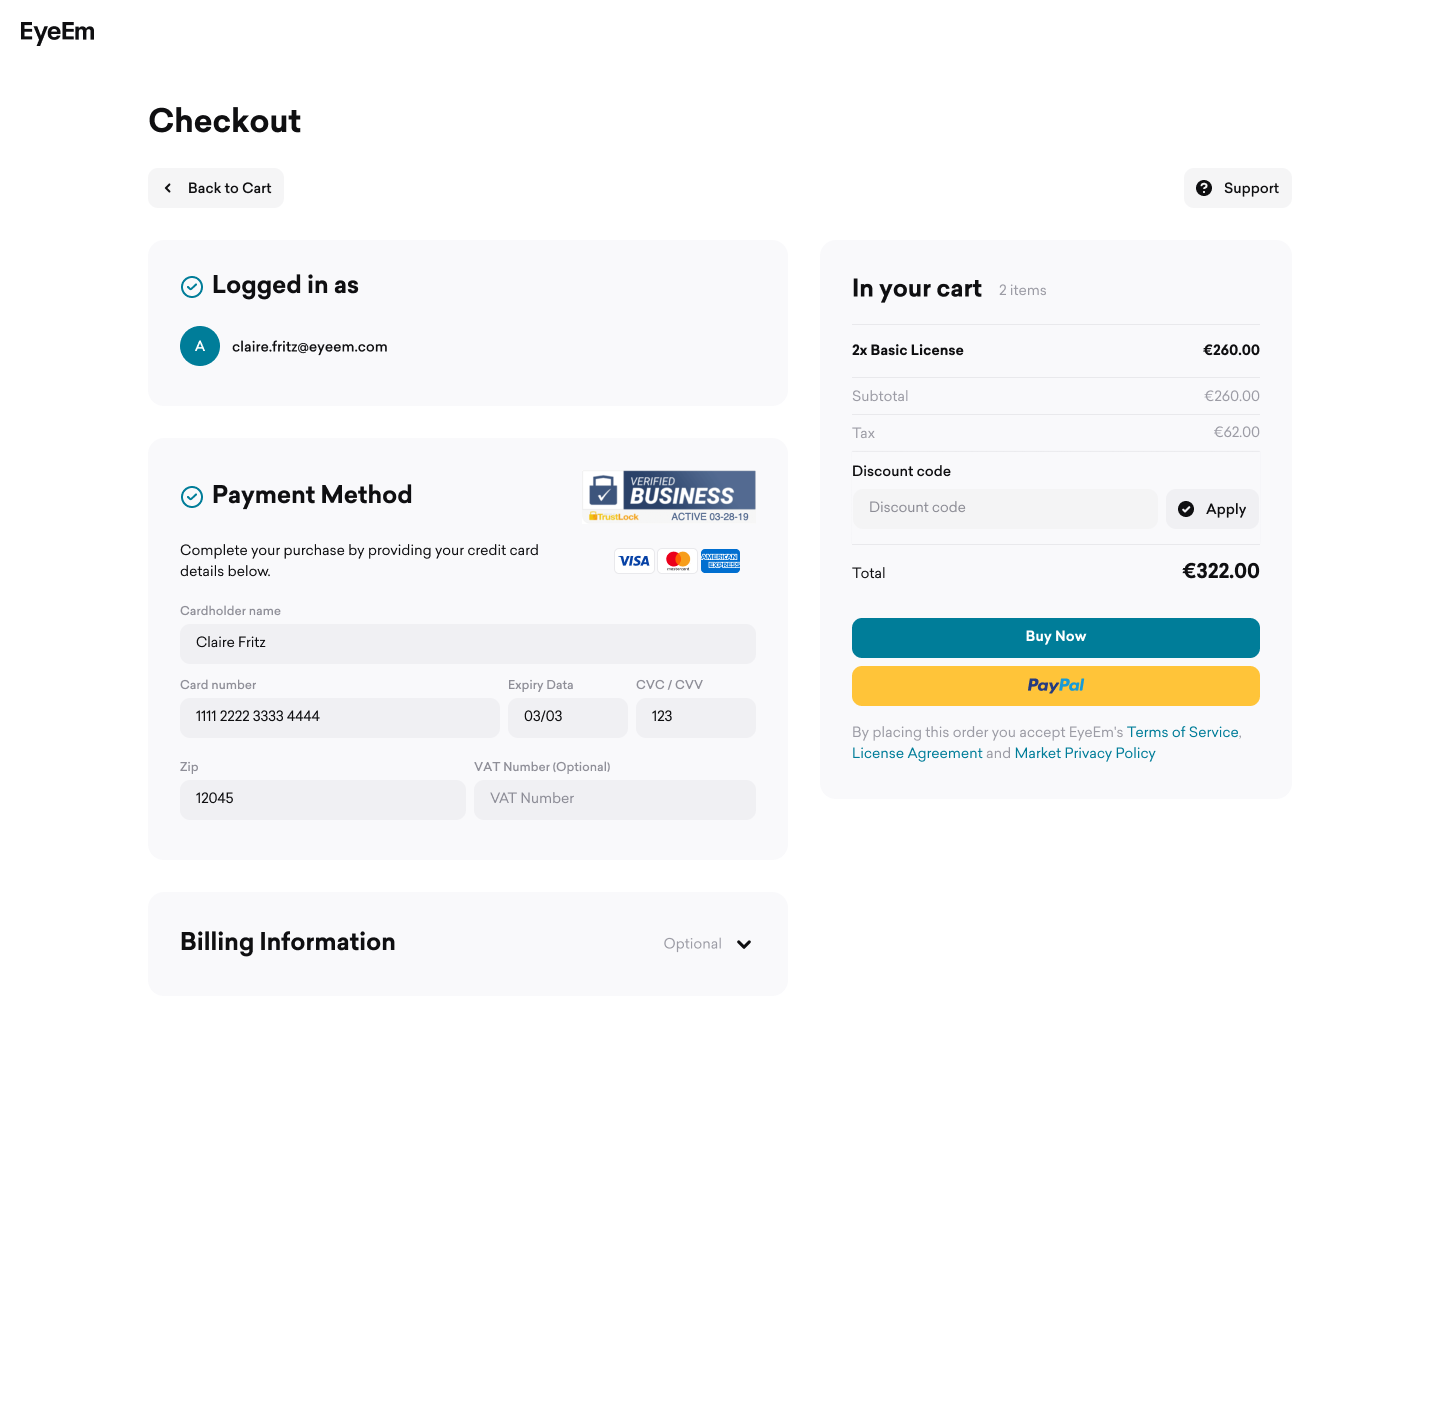 EyeEm
Checkout
Back to Cart
Support
Logged in as
A
claire.fritz@eyeem.com
Payment Method
VERIFIED
BUSINESS
TrustLock
ACTIVE 03-28-19
Complete your purchase by providing your credit card
details below.
VISA
mastercard
AMERICAN
EXPRESS
Cardholder name
Claire Fritz
Card number
Expiry Data
CVC / CVV
1111 2222 3333 4444
03/03
123
Zip
VAT Number (Optional)
12045
VAT Number
Billing Information
Optional
In your cart
2 items
2x Basic License
€260.00
Subtotal
€260.00
Tax
€62.00
Discount code
Discount code
Apply
Total
€322.00
Buy Now
PayPal
By placing this order you accept EyeEm's Terms of Service,
License Agreement and Market Privacy Policy